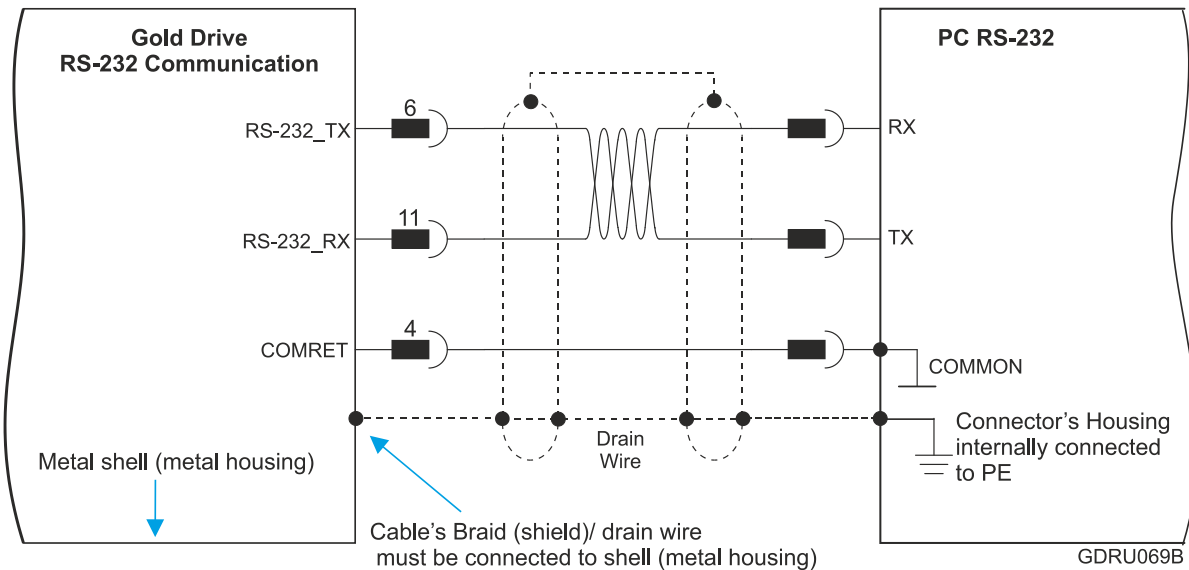 Gold Drive
RS-232 Communication
PC RS-232
6
RS-232_TX
RX
11
RS-232_RX
TX
4
COMRET
COMMON
Drain
Wire
Connector's Housing
internally connected
to PE
Metal shell (metal housing)
Cable's Braid (shield)/ drain wire
must be connected to shell (metal housing)
GDRU069B